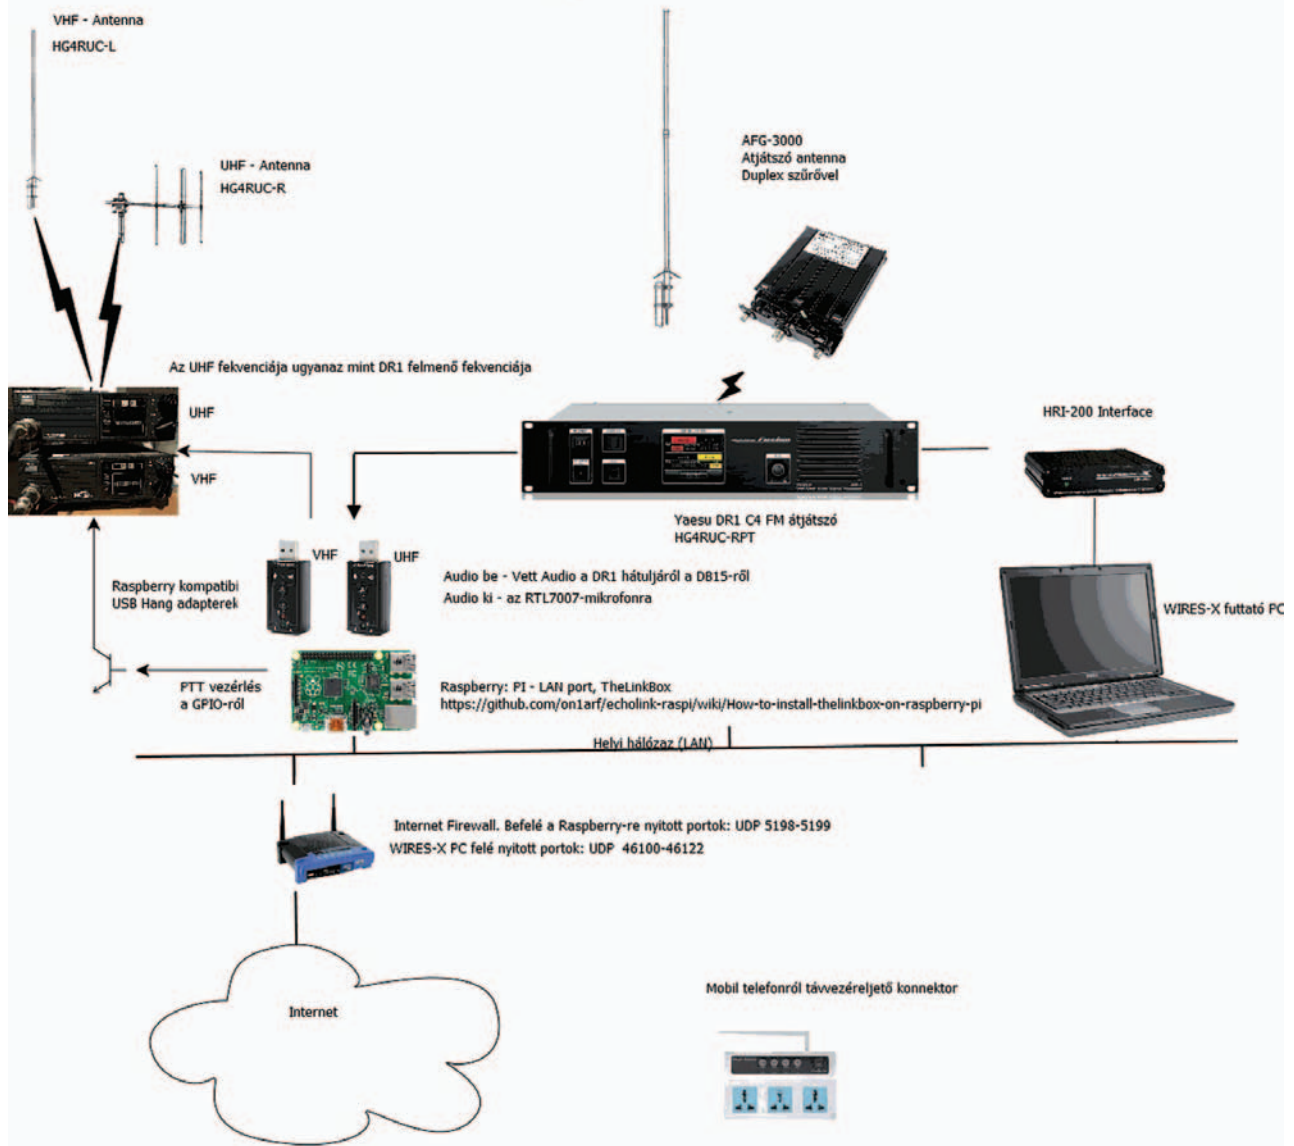 VHF - Antenna
HG4RUC-L
UHF - Antenna
HG4RUC-R
AFG-3000
Atjátszó antenna
Duplex szűrővel
Az UHF fekvenciája ugyanaz mint DR1 felmenő fekvenciája
UHF
VHF
HRI-200 Interface
Yaesu DR1 C4 FM átjátszó
HG4RUC-RPT
VHF
UHF
Audio be - Vett Audio a DR1 hátuljáról a DB15-ről
Audio ki - az RTL7007-mikrofonra
Raspberry kompatibi
USB Hang adapterek
WIRES-X futtató PC
PTT vezérlés
a GPIO-ról
Raspberry: PI - LAN port, TheLinkBox
https://github.com/on1arf/echolink-raspi/wiki/How-to-install-thelinkbox-on-raspberry-pi
Helyi hálózaz (LAN)
Internet Firewall. Befelé a Raspberry-re nyitott portok: UDP 5198-5199
WIRES-X PC felé nyitott portok: UDP 46100-46122
Internet
Mobil telefonról távvezéreljető konnektor